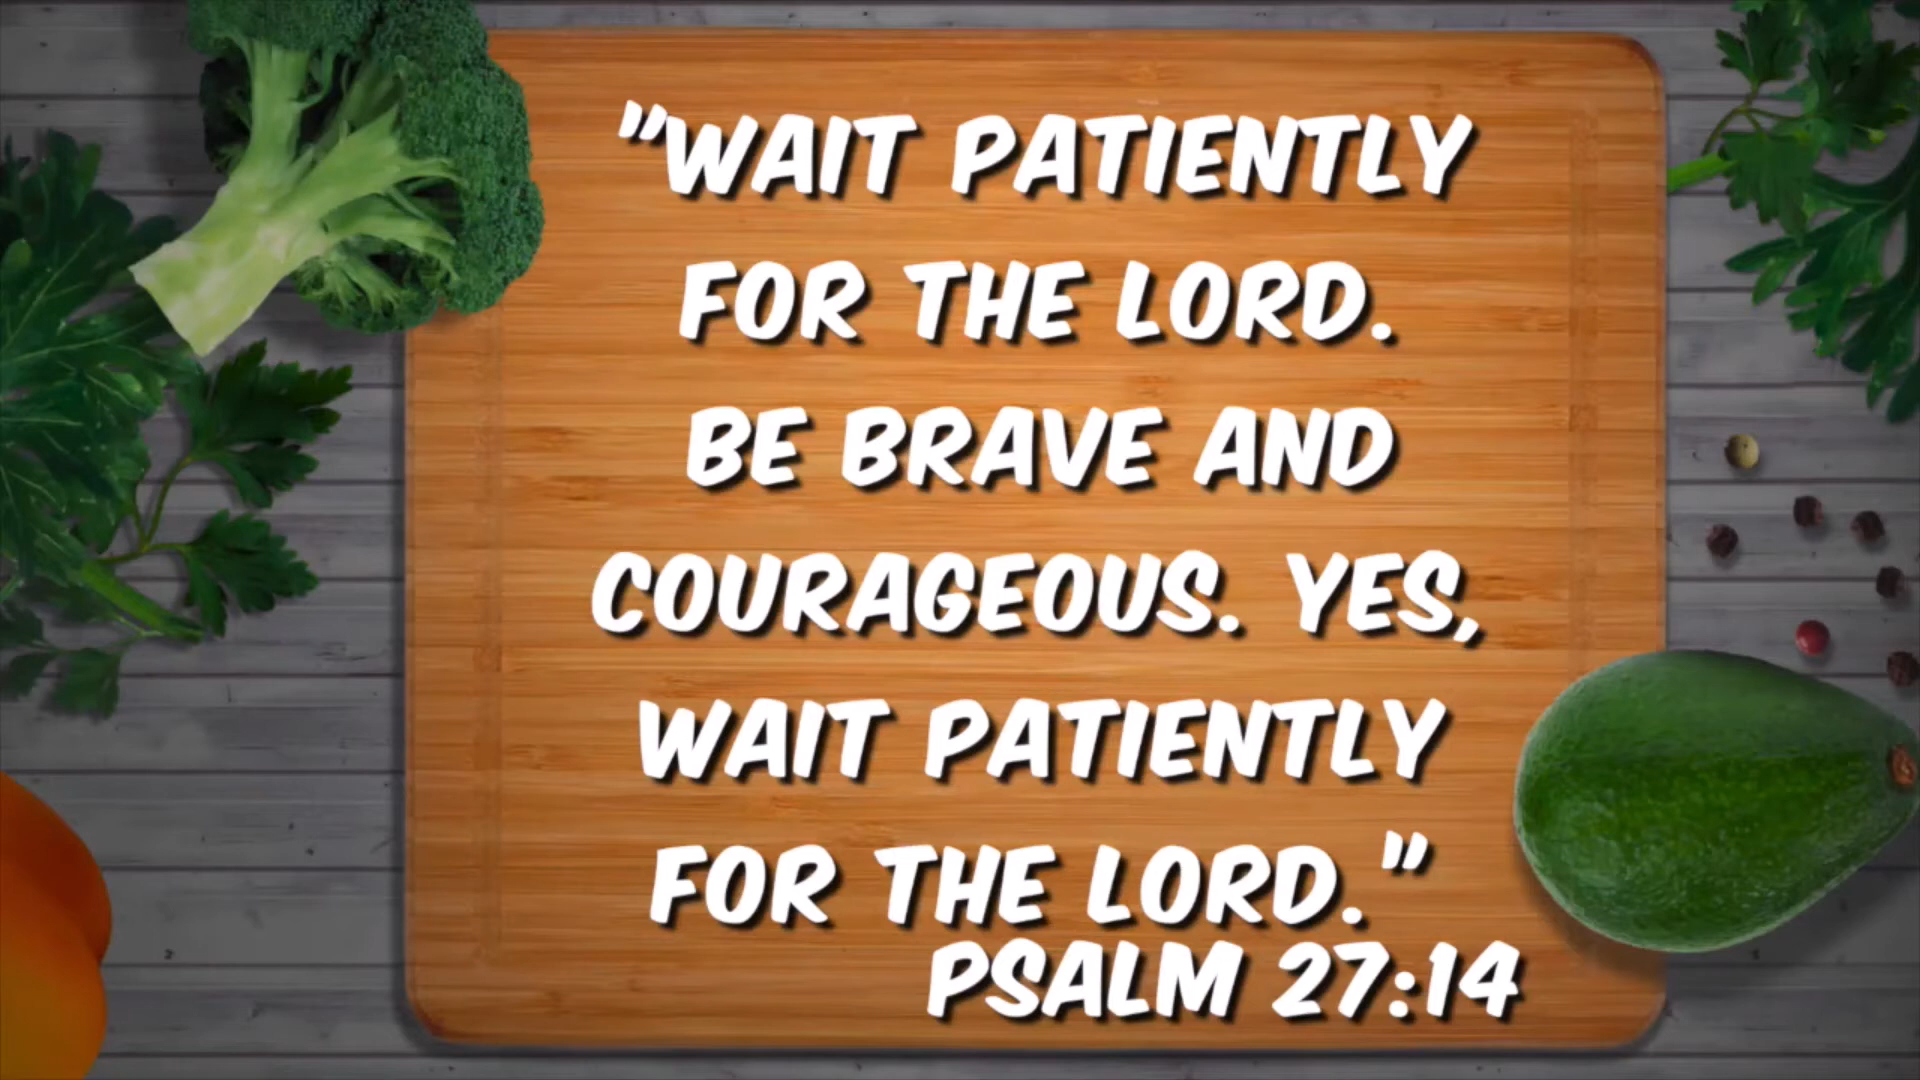 "WAIT PATIENTLY
FOR THE LORD.
BE BRAVE AND
COURAGEOUS. YES,
WAIT PATIENTLY
FOR THE LORD."
PSALM 27:14